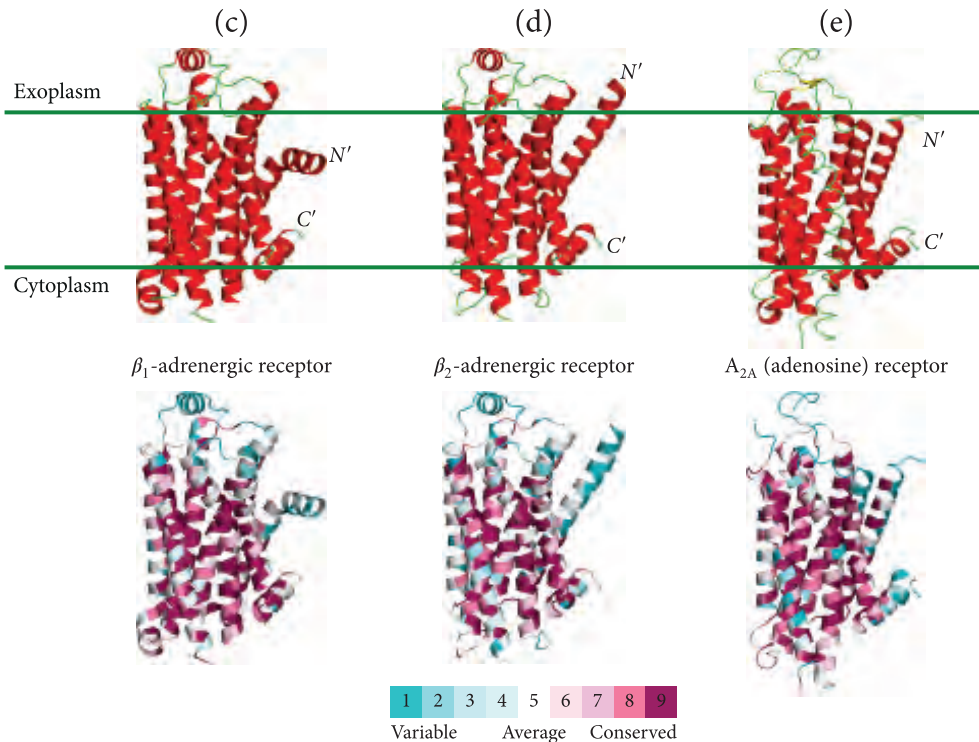 (c) (d) (e)
Exoplasm
N′
N′
N′
C′
C′
C′
Cytoplasm
β₁-adrenergic receptor β₂-adrenergic receptor A₂A (adenosine) receptor
1 2 3 4 5 6 7 8 9
Variable Average Conserved